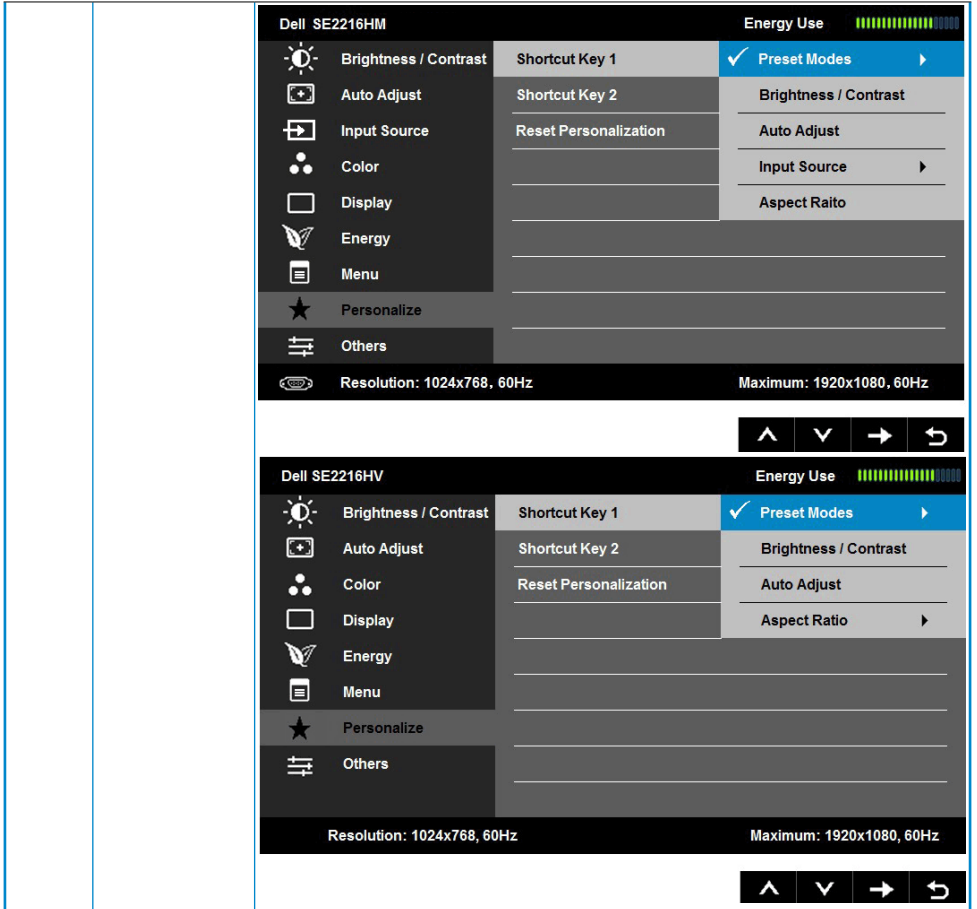 Dell SE2216HM Energy Use
Brightness / Contrast Shortcut Key 1 Preset Modes
Auto Adjust Shortcut Key 2 Brightness / Contrast
Input Source Reset Personalization Auto Adjust
Color Input Source
Display Aspect Raito
Energy
Menu
Personalize
Others
Resolution: 1024x768, 60Hz Maximum: 1920x1080, 60Hz
Dell SE2216HV Energy Use
Brightness / Contrast Shortcut Key 1 Preset Modes
Auto Adjust Shortcut Key 2 Brightness / Contrast
Color Reset Personalization Auto Adjust
Display Aspect Ratio
Energy
Menu
Personalize
Others
Resolution: 1024x768, 60Hz Maximum: 1920x1080, 60Hz